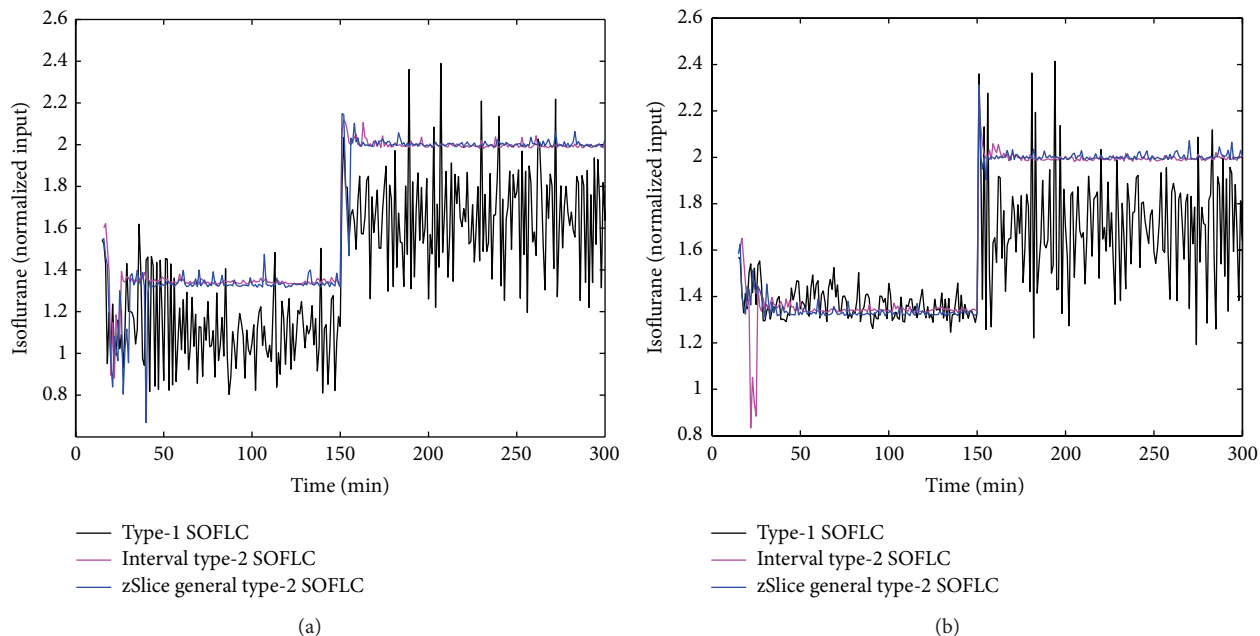 2.6
2.4
2.2
2
1.8
1.6
1.4
1.2
1
0.8
Isoflurane (normalized input)
0
50
100
150
200
250
300
Time (min)
Type-1 SOFLC
Interval type-2 SOFLC
zSlice general type-2 SOFLC
(a)
2.6
2.4
2.2
2
1.8
1.6
1.4
1.2
1
0.8
Isoflurane (normalized input)
0
50
100
150
200
250
300
Time (min)
Type-1 SOFLC
Interval type-2 SOFLC
zSlice general type-2 SOFLC
(b)